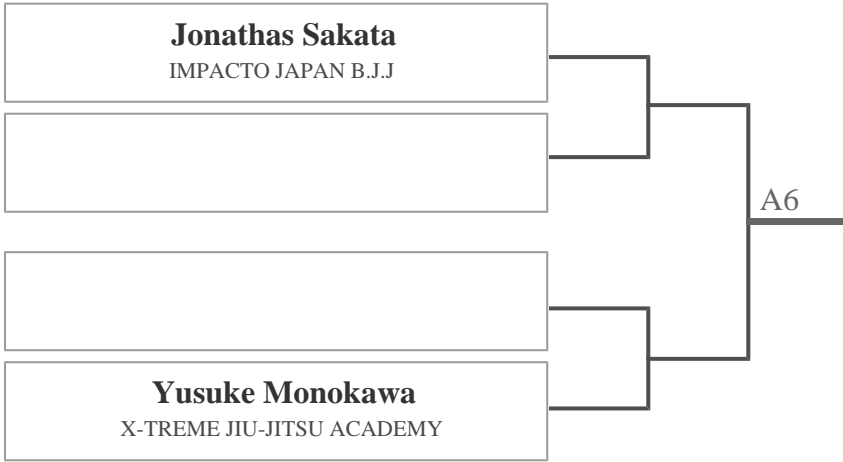 Jonathas Sakata
IMPACTO JAPAN B.J.J
A6
Yusuke Monokawa
X-TREME JIU-JITSU ACADEMY